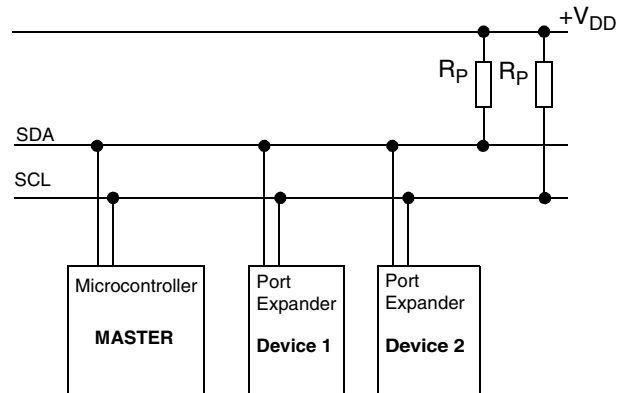 +VDD
RP RP
SDA
SCL
Microcontroller
MASTER
Port
Expander
Device 1
Port
Expander
Device 2